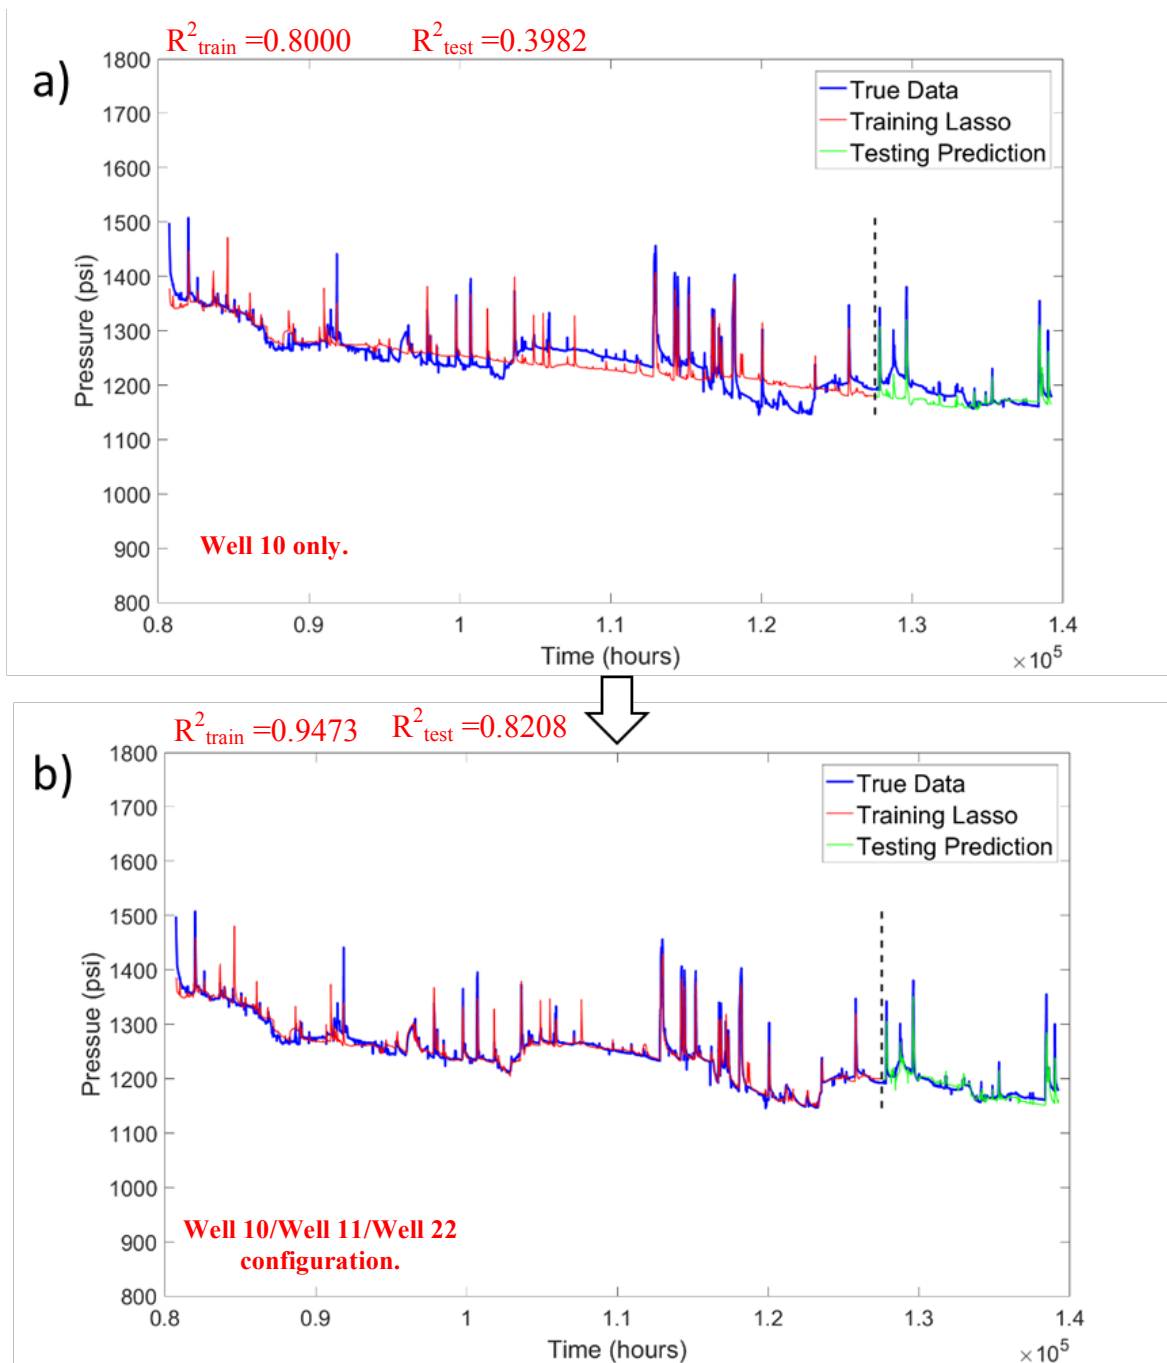 R²train =0.8000 R²test =0.3982
a)
1800
1700
1600
1500
1400
1300
1200
1100
1000
900
800
Pressure (psi)
True Data
Training Lasso
Testing Prediction
Well 10 only.
0.8 0.9 1 1.1 1.2 1.3 1.4
Time (hours)
×10⁵
R²train =0.9473 R²test =0.8208
b)
1800
1700
1600
1500
1400
1300
1200
1100
1000
900
800
Pressue (psi)
True Data
Training Lasso
Testing Prediction
Well 10/Well 11/Well 22
configuration.
0.8 0.9 1 1.1 1.2 1.3 1.4
Time (hours)
×10⁵